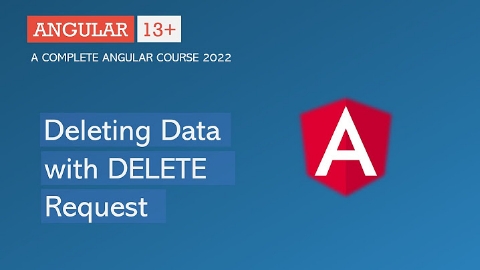 ANGULAR 13+
A COMPLETE ANGULAR COURSE 2022
Deleting Data
with DELETE
Request
A